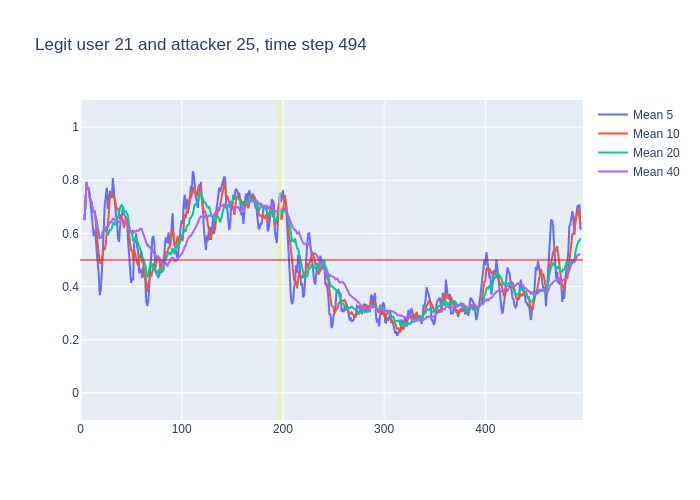 Legit user 21 and attacker 25, time step 494
Mean 5
Mean 10
Mean 20
Mean 40
1
0.8
0.6
0.4
0.2
0
0 100 200 300 400